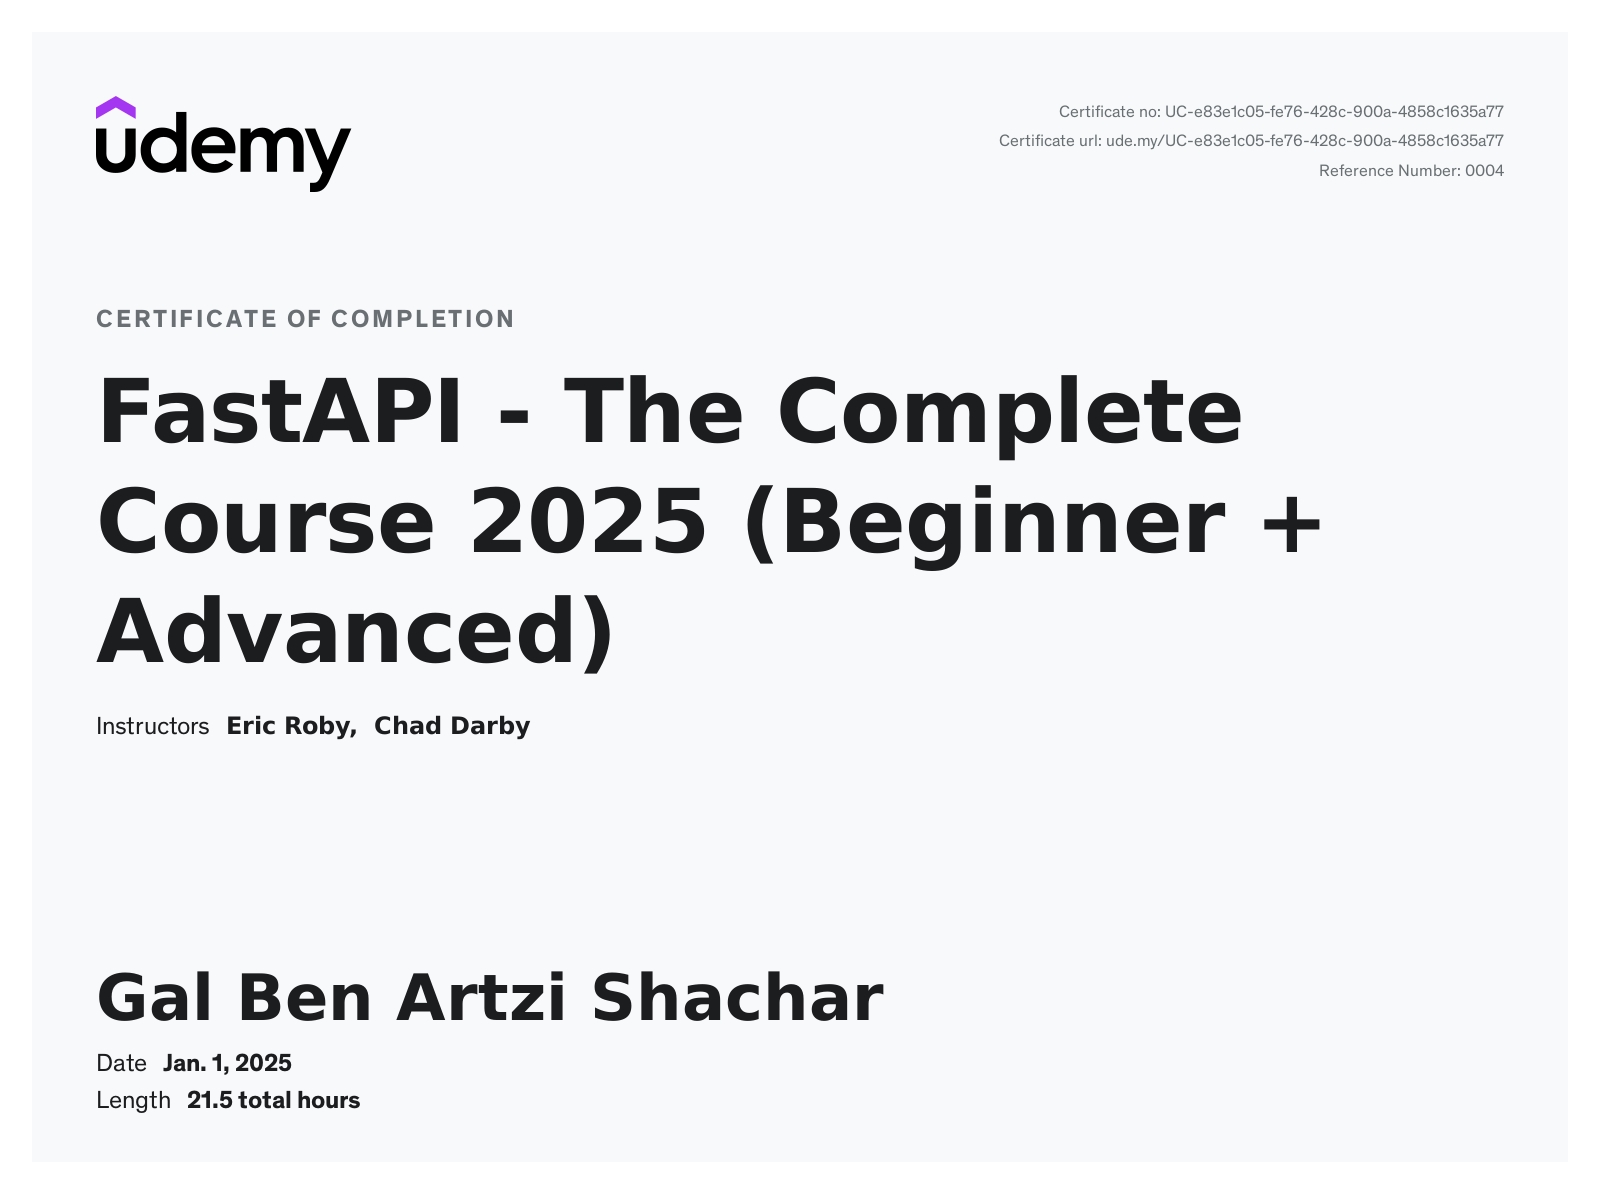 udemy
Certificate no: UC-e83e1c05-fe76-428c-900a-4858c1635a77
Certificate url: ude.my/UC-e83e1c05-fe76-428c-900a-4858c1635a77
Reference Number: 0004
CERTIFICATE OF COMPLETION
FastAPI - The Complete
Course 2025 (Beginner +
Advanced)
Instructors Eric Roby, Chad Darby
Gal Ben Artzi Shachar
Date Jan. 1, 2025
Length 21.5 total hours